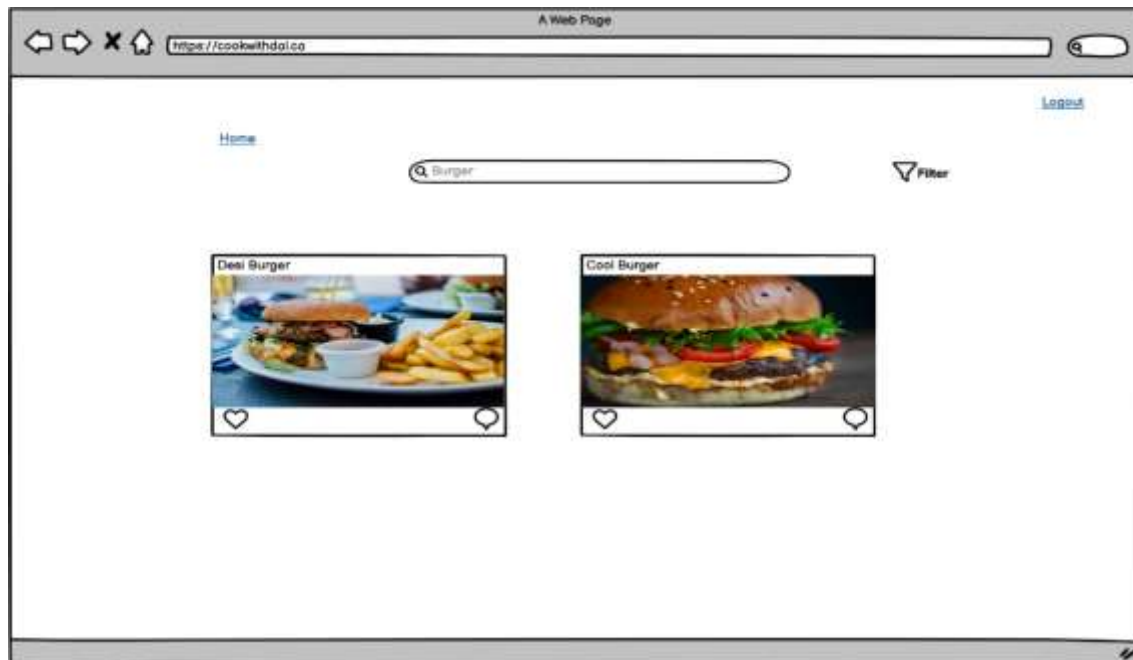 A Web Page
https://cookwithdal.ca
Logout
Home
Burger
Filter
Desi Burger
Cool Burger